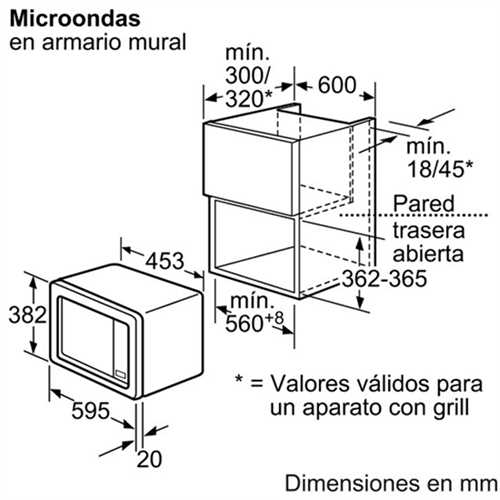 Microondas
en armario mural
mín.
300/
320*
600
mín.
18/45*
Pared
trasera
abierta
362-365
453
mín.
560+8
382
595
20
* = Valores válidos para
un aparato con grill
Dimensiones en mm